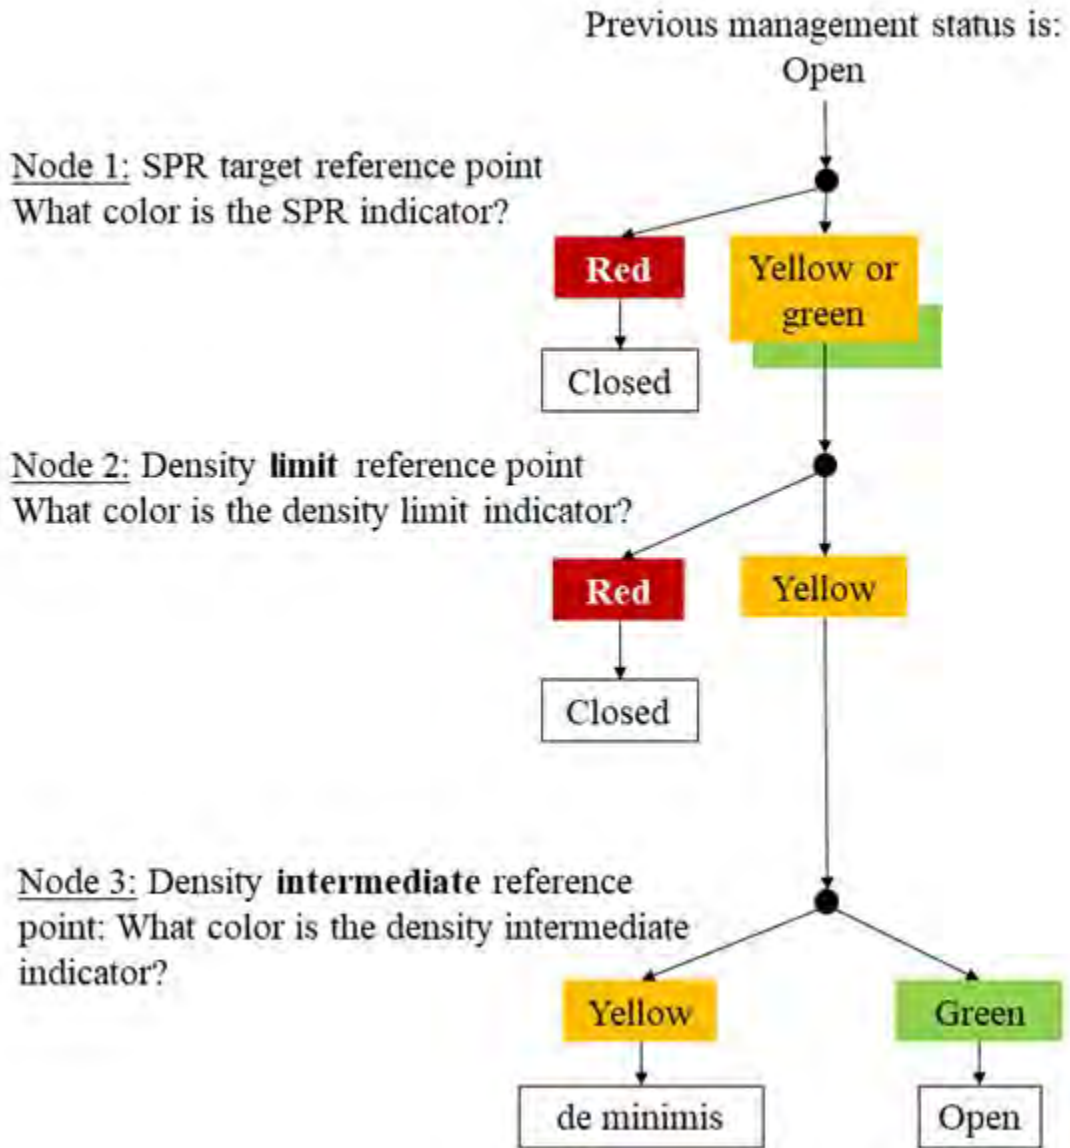 Previous management status is:
Open
Node 1: SPR target reference point
What color is the SPR indicator?
Red
Yellow or
green
Closed
Node 2: Density limit reference point
What color is the density limit indicator?
Red
Yellow
Closed
Node 3: Density intermediate reference
point: What color is the density intermediate
indicator?
Yellow
Green
de minimis
Open